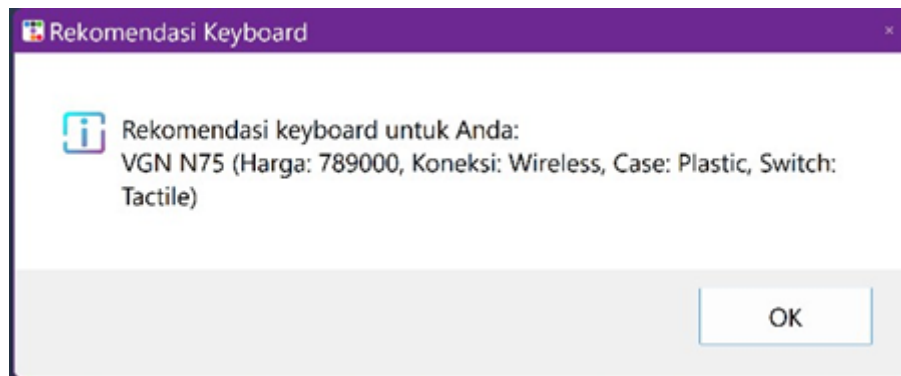 Rekomendasi Keyboard
Rekomendasi keyboard untuk Anda:
VGN N75 (Harga: 789000, Koneksi: Wireless, Case: Plastic, Switch:
Tactile)
OK